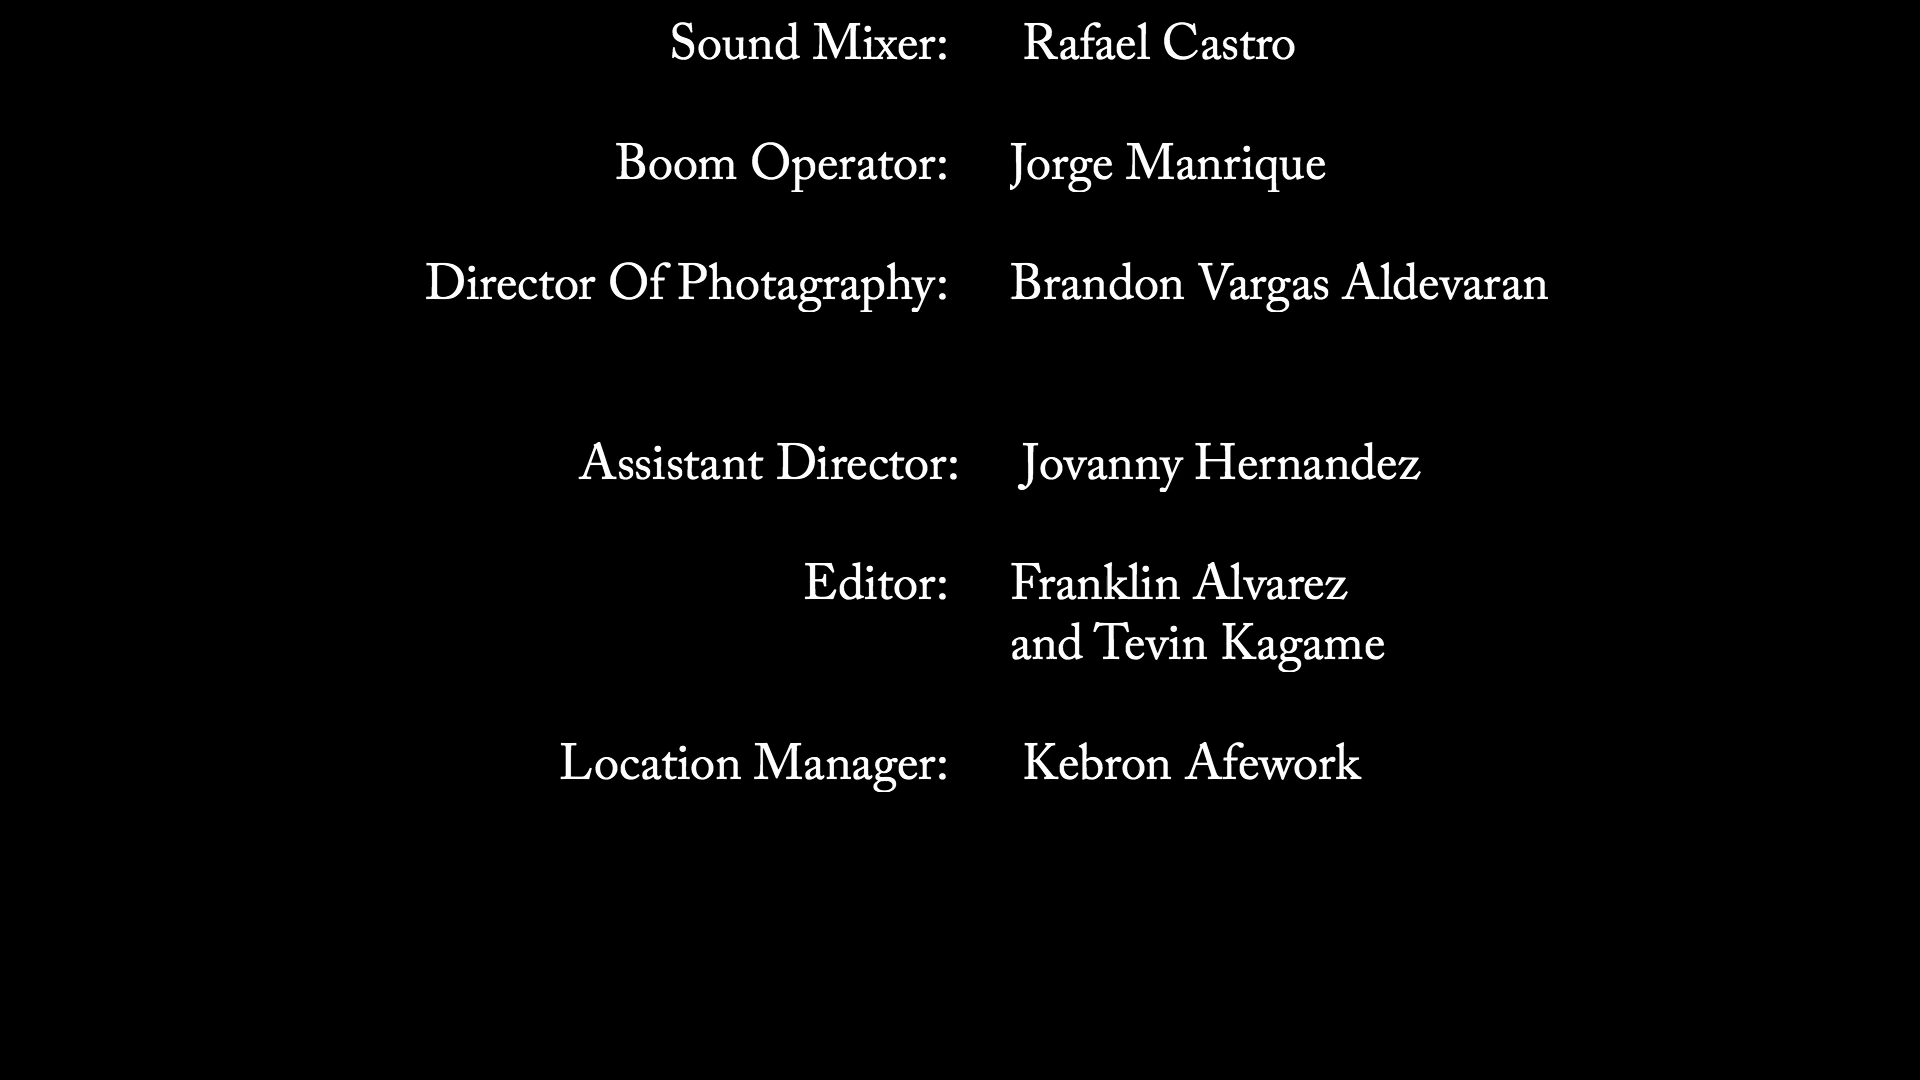 Sound Mixer: Rafael Castro
Boom Operator: Jorge Manrique
Director Of Photagraphy: Brandon Vargas Aldevaran
Assistant Director: Jovanny Hernandez
Editor: Franklin Alvarez
and Tevin Kagame
Location Manager: Kebron Afework